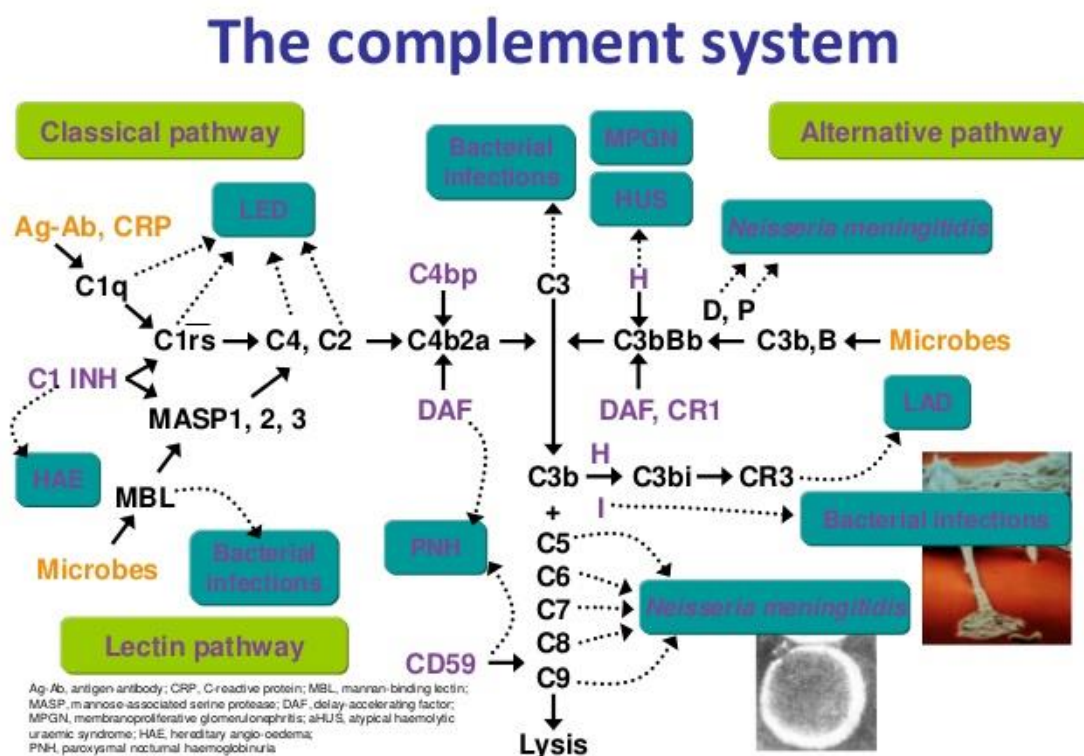 The complement system
Classical pathway
Bacterial
infections
MPGN
HUS
Alternative pathway
LED
Neisseria meningitidis
Ag-Ab, CRP
C1q
C4bp
C3
H
D, P
C1rs
C4, C2
C4b2a
C3bBb
C3b,B
Microbes
C1 INH
MASP1, 2, 3
DAF
DAF, CR1
LAD
HAE
MBL
H
C3b
C3bi
CR3
+
I
Bacterial infections
Microbes
Bacterial
infections
PNH
C5
C6
C7
C8
C9
Neisseria meningitidis
Lectin pathway
CD59
Lysis
Ag-Ab, antigen-antibody; CRP, C-reactive protein; MBL, mannan-binding lectin;
MASP, mannose-associated serine protease; DAF, delay-accelerating factor;
MPGN, membranoproliferative glomerulonephritis; aHUS, atypical haemolytic
uraemic syndrome; HAE, hereditary angio-oedema;
PNH, paroxysmal nocturnal haemoglobinuria